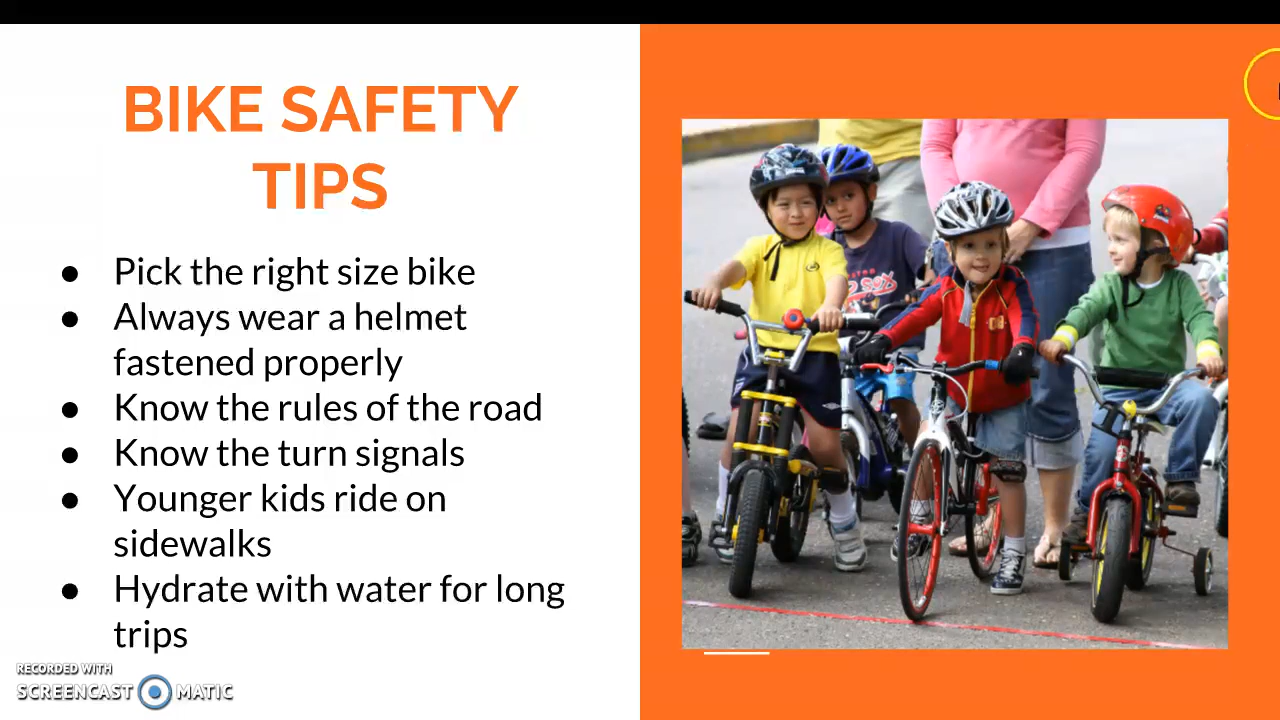 BIKE SAFETY
TIPS
● Pick the right size bike
● Always wear a helmet
fastened properly
● Know the rules of the road
● Know the turn signals
● Younger kids ride on
sidewalks
● Hydrate with water for long
trips
RECORDED WITH
SCREENCAST MATIC